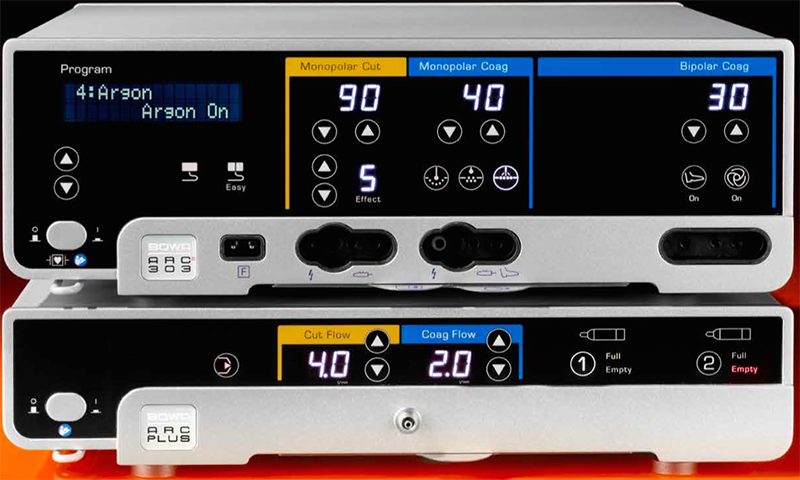 Program
4:Argon
Argon On
Easy
Monopolar Cut
90
5
Effect
Monopolar Coag
40
Bipolar Coag
30
On On
O I
BOWA
ARC
303
F
Cut Flow
4.0
l/min
Coag Flow
2.0
l/min
1 Full
Empty
2 Full
Empty
O I
BOWA
ARC
PLUS